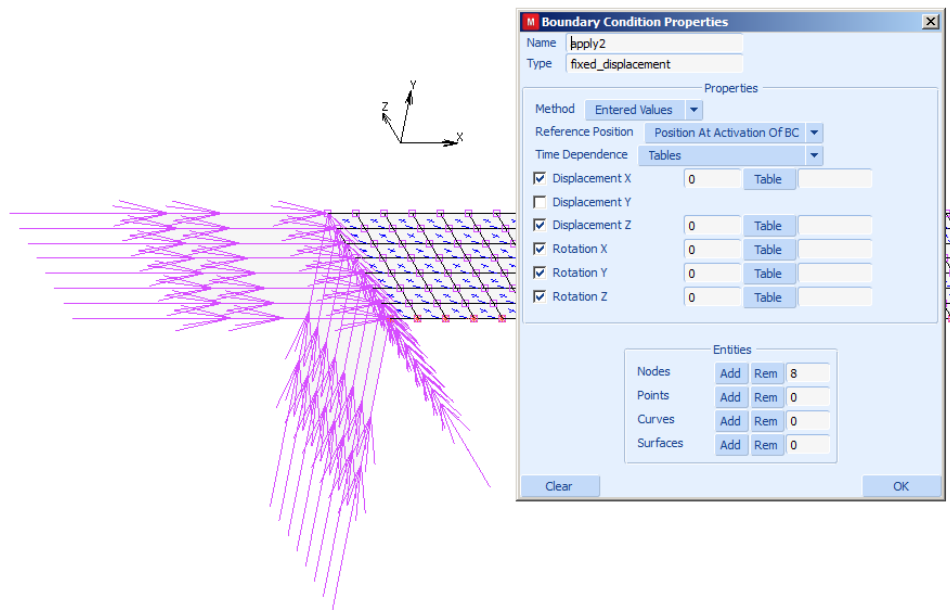 M Boundary Condition Properties
Name apply2
Type fixed_displacement
Properties
Method Entered Values
Reference Position Position At Activation Of BC
Time Dependence Tables
Displacement X 0 Table
Displacement Y
Displacement Z 0 Table
Rotation X 0 Table
Rotation Y 0 Table
Rotation Z 0 Table
Entities
Nodes Add Rem 8
Points Add Rem 0
Curves Add Rem 0
Surfaces Add Rem 0
Clear OK
Y
Z
X